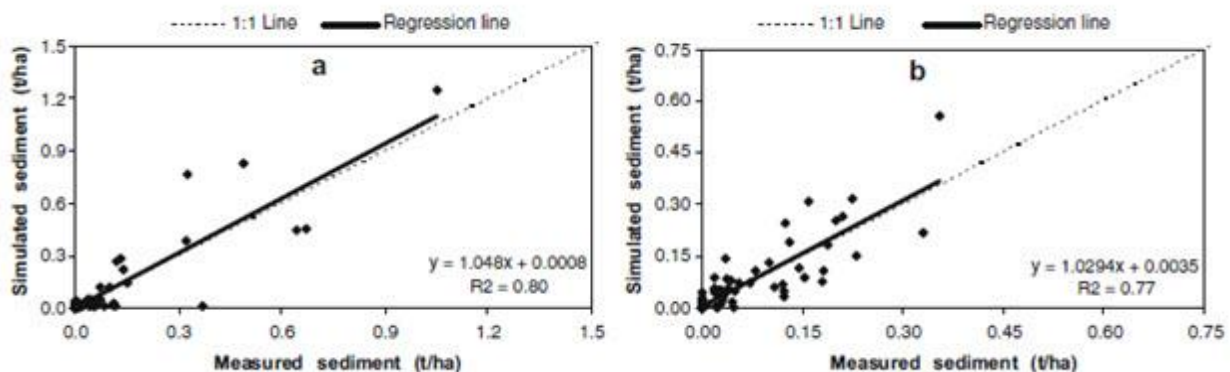 1:1 Line Regression line
Simulated sediment (t/ha)
1.5
1.2
0.9
0.6
0.3
0.0
a
y = 1.048x + 0.0008
R2 = 0.80
0.0 0.3 0.6 0.9 1.2 1.5
Measured sediment (t/ha)
1:1 Line Regression line
Simulated sediment (t/ha)
0.75
0.60
0.45
0.30
0.15
0.00
b
y = 1.0294x + 0.0035
R2 = 0.77
0.00 0.15 0.30 0.45 0.60 0.75
Measured sediment (t/ha)